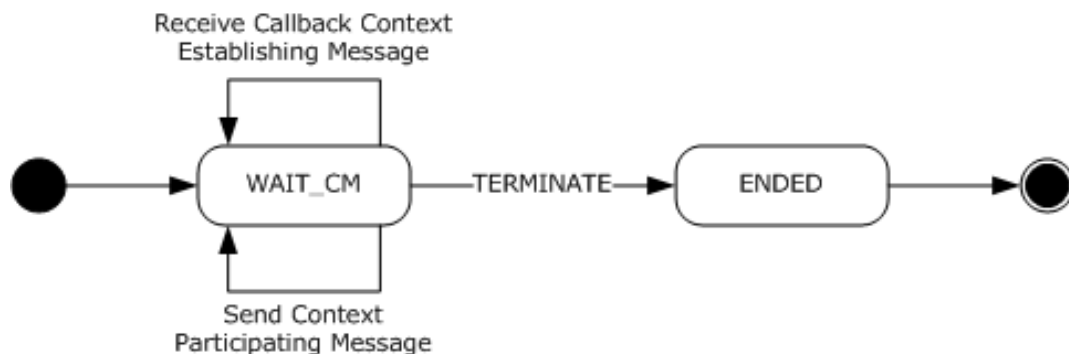 Receive Callback Context
Establishing Message
WAIT_CM
TERMINATE
ENDED
Send Context
Participating Message